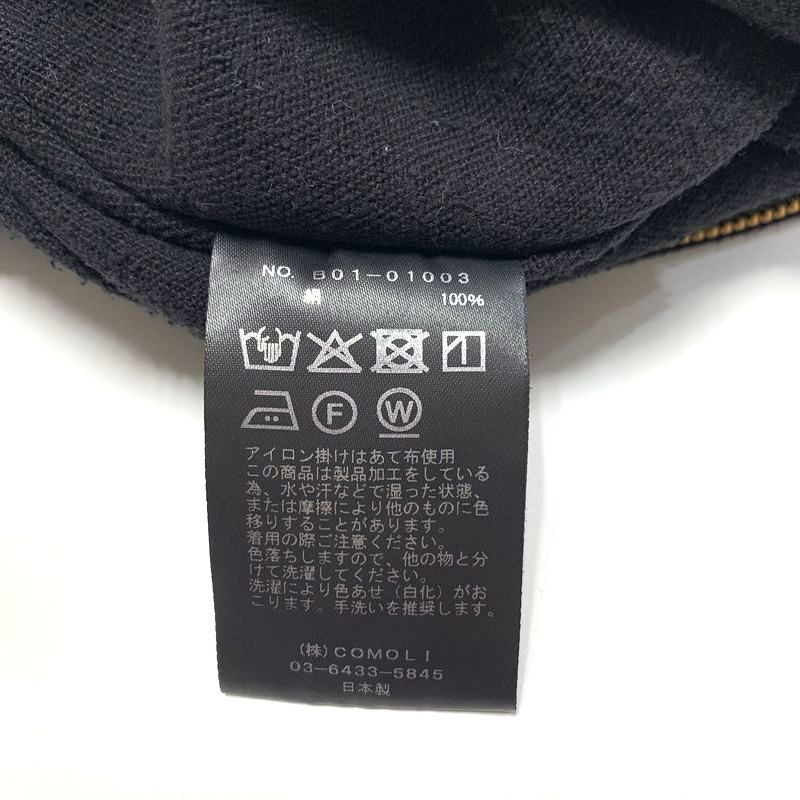 NO. B01-01003
絹 100%
F W
アイロン掛けはあて布使用
この商品は製品加工をしている
為、水や汗などで湿った状態、
または摩擦により他のものに色
移りすることがあります。
着用の際ご注意ください。
色落ちしますので、他の物と分
けて洗濯してください。
洗濯により色あせ（白化）がお
こります。手洗いを推奨します。
(株)COMOLI
03-6433-5845
日本製